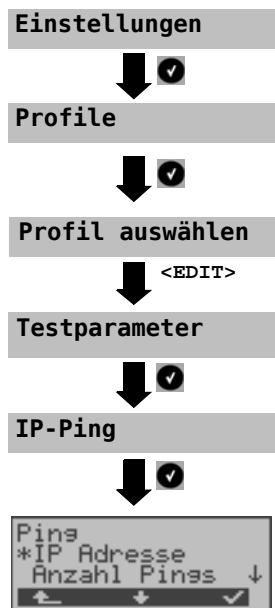 Einstellungen
Profile
Profil auswählen
<EDIT>
Testparameter
IP-Ping
Ping
*IP Adresse
Anzahl Pings